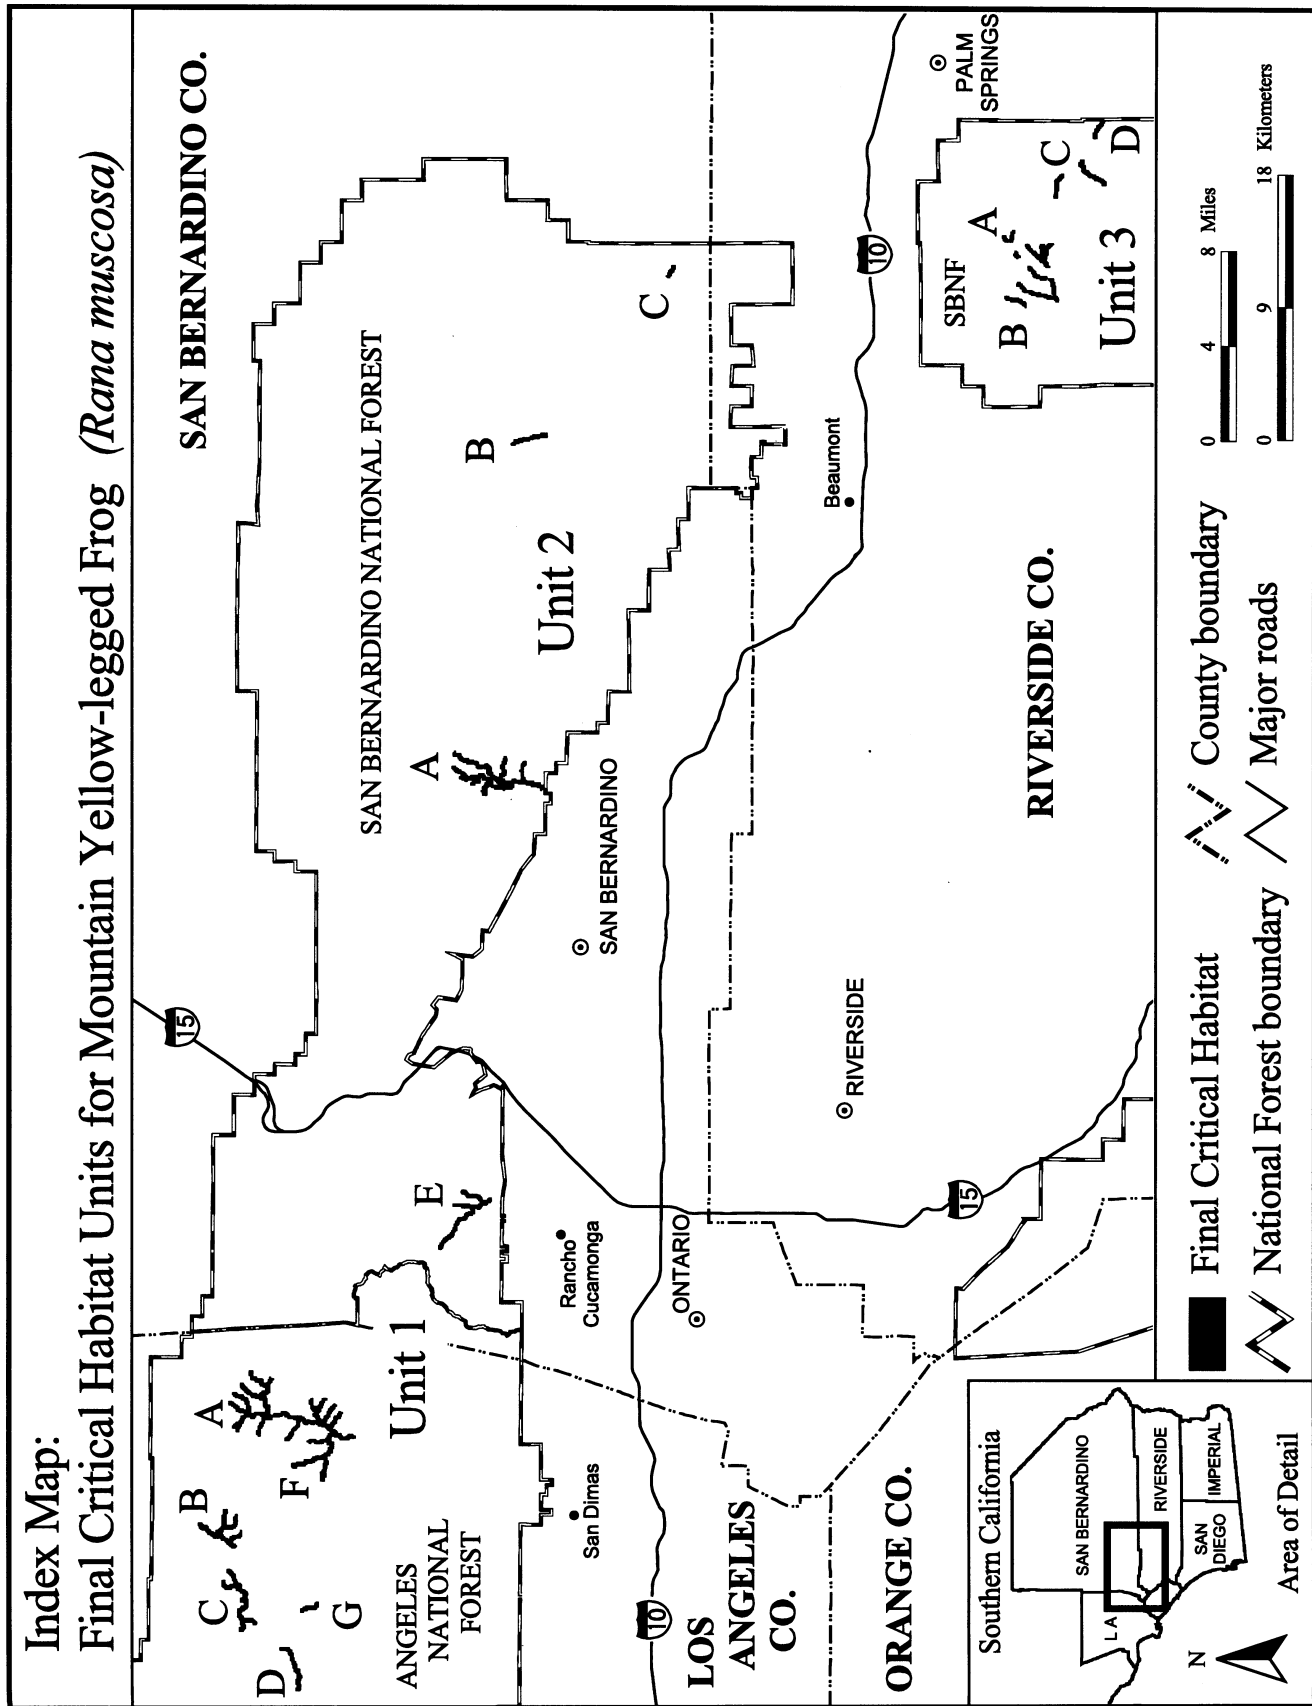 Index Map:
Final Critical Habitat Units for Mountain Yellow-legged Frog (Rana muscosa)
SAN BERNARDINO CO.
15
A
B
C
D
E
F
G
Unit 1
ANGELES
NATIONAL
FOREST
SAN BERNARDINO NATIONAL FOREST
A
B
C
Unit 2
San Dimas
Rancho
Cucamonga
SAN BERNARDINO
ONTARIO
10
LOS
ANGELES
CO.
ORANGE CO.
15
RIVERSIDE
RIVERSIDE CO.
Beaumont
10
PALM
SPRINGS
SBNF
A
B
C
D
Unit 3
Southern California
SAN BERNARDINO
L A
RIVERSIDE
SAN
DIEGO
IMPERIAL
N
Area of Detail
Final Critical Habitat
National Forest boundary
County boundary
Major roads
0 4 8 Miles
0 9 18 Kilometers